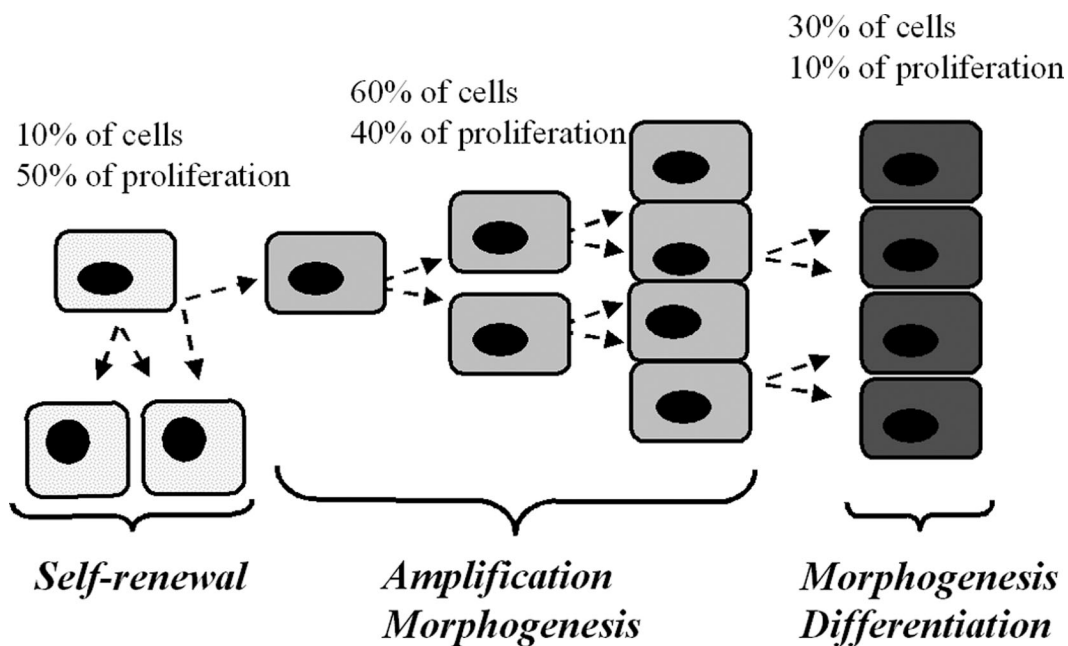 10% of cells
50% of proliferation
60% of cells
40% of proliferation
30% of cells
10% of proliferation
Self-renewal
Amplification
Morphogenesis
Morphogenesis
Differentiation